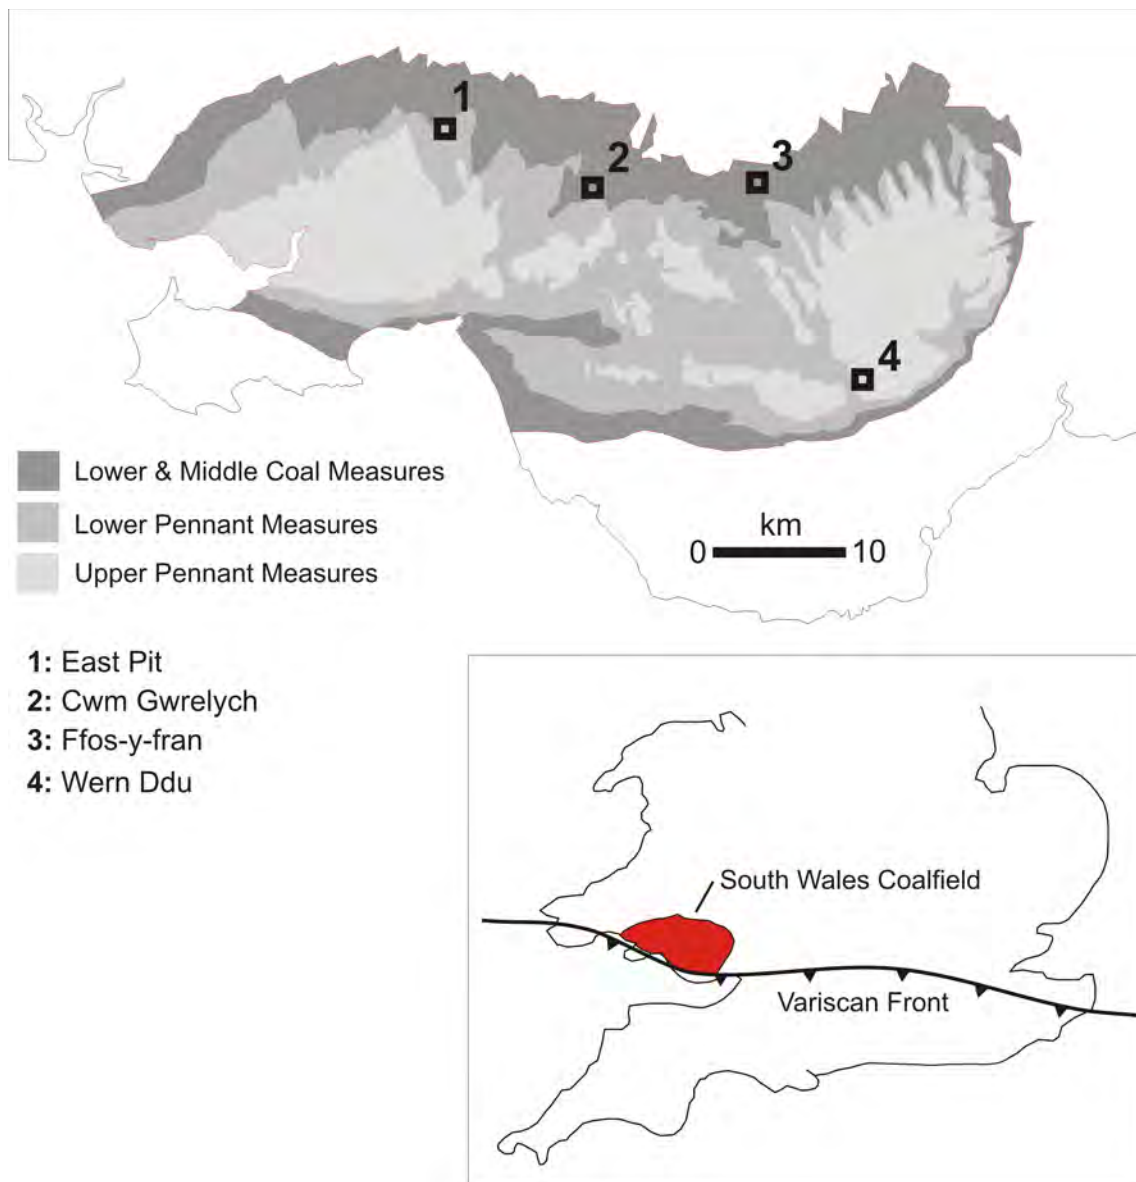 1
2
3
4
Lower & Middle Coal Measures
Lower Pennant Measures
Upper Pennant Measures
km
0 10
1: East Pit
2: Cwm Gwrelych
3: Ffos-y-fran
4: Wern Ddu
South Wales Coalfield
Variscan Front